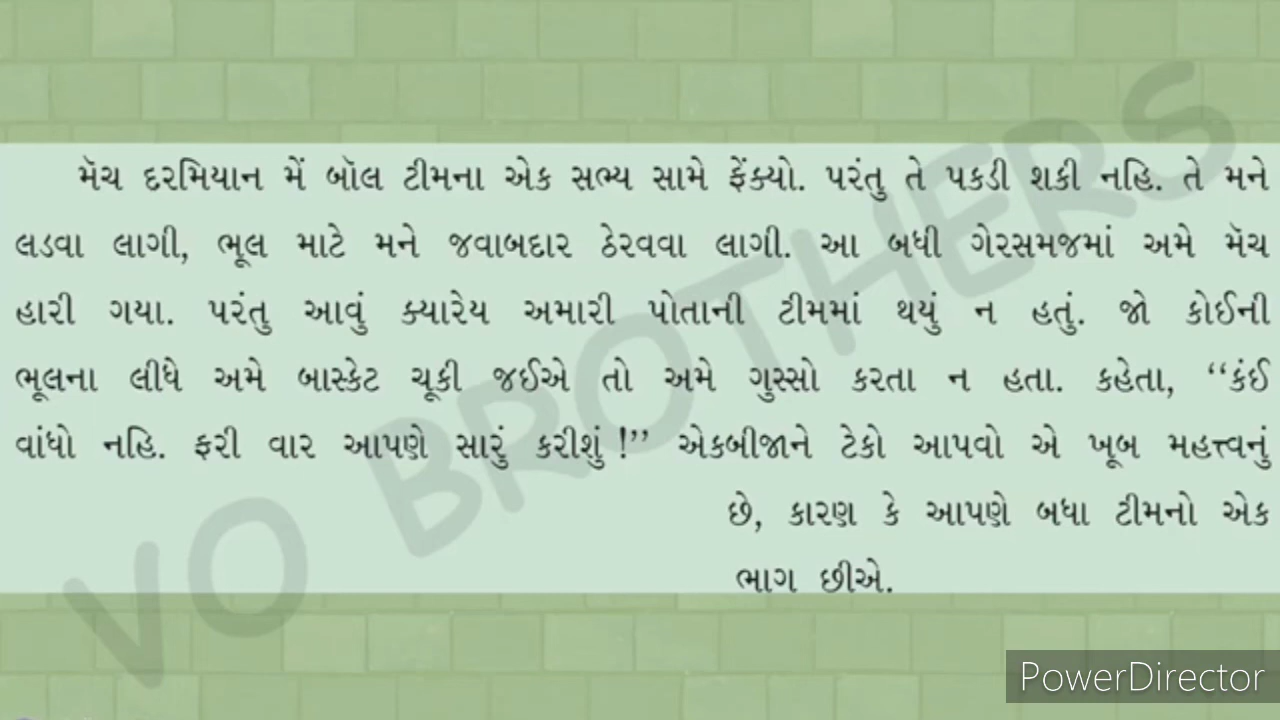 મૅચ દરમિયાન મેં બૉલ ટીમના એક સભ્ય સામે ફેંક્યો. પરંતુ તે પકડી શકી નહિ. તે મને
લડવા લાગી, ભૂલ માટે મને જવાબદાર ઠેરવવા લાગી. આ બધી ગેરસમજમાં અમે મૅચ
હારી ગયા. પરંતુ આવું ક્યારેય અમારી પોતાની ટીમમાં થયું ન હતું. જો કોઈની
ભૂલના લીધે અમે બાસ્કેટ ચૂકી જઈએ તો અમે ગુસ્સો કરતા ન હતા. કહેતા, ‘‘કંઈ
વાંધો નહિ. ફરી વાર આપણે સારું કરીશું !’’ એકબીજાને ટેકો આપવો એ ખૂબ મહત્ત્વનું
છે, કારણ કે આપણે બધા ટીમનો એક
ભાગ છીએ.
VO BROTHERS
PowerDirector